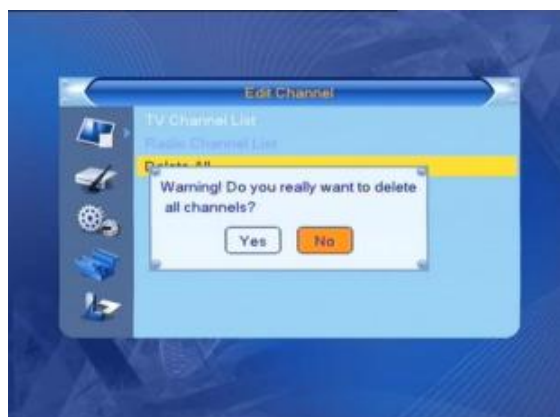 Edit Channel
TV Channel List
Radio Channel List
Delete All
Warning! Do you really want to delete
all channels?
Yes
No